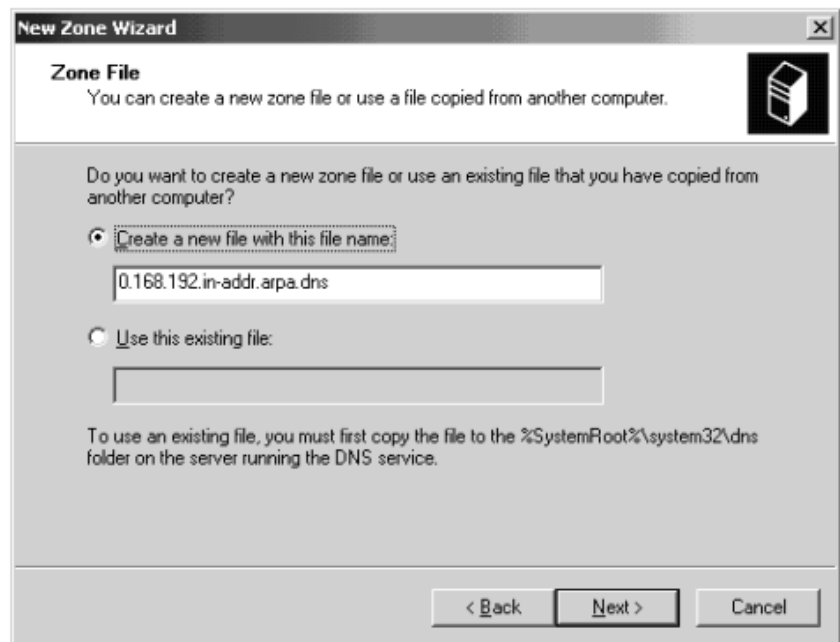 New Zone Wizard
Zone File
You can create a new zone file or use a file copied from another computer.
Do you want to create a new zone file or use an existing file that you have copied from
another computer?
Create a new file with this file name:
0.168.192.in-addr.arpa.dns
Use this existing file:
To use an existing file, you must first copy the file to the %SystemRoot%\system32\dns
folder on the server running the DNS service.
< Back
Next >
Cancel